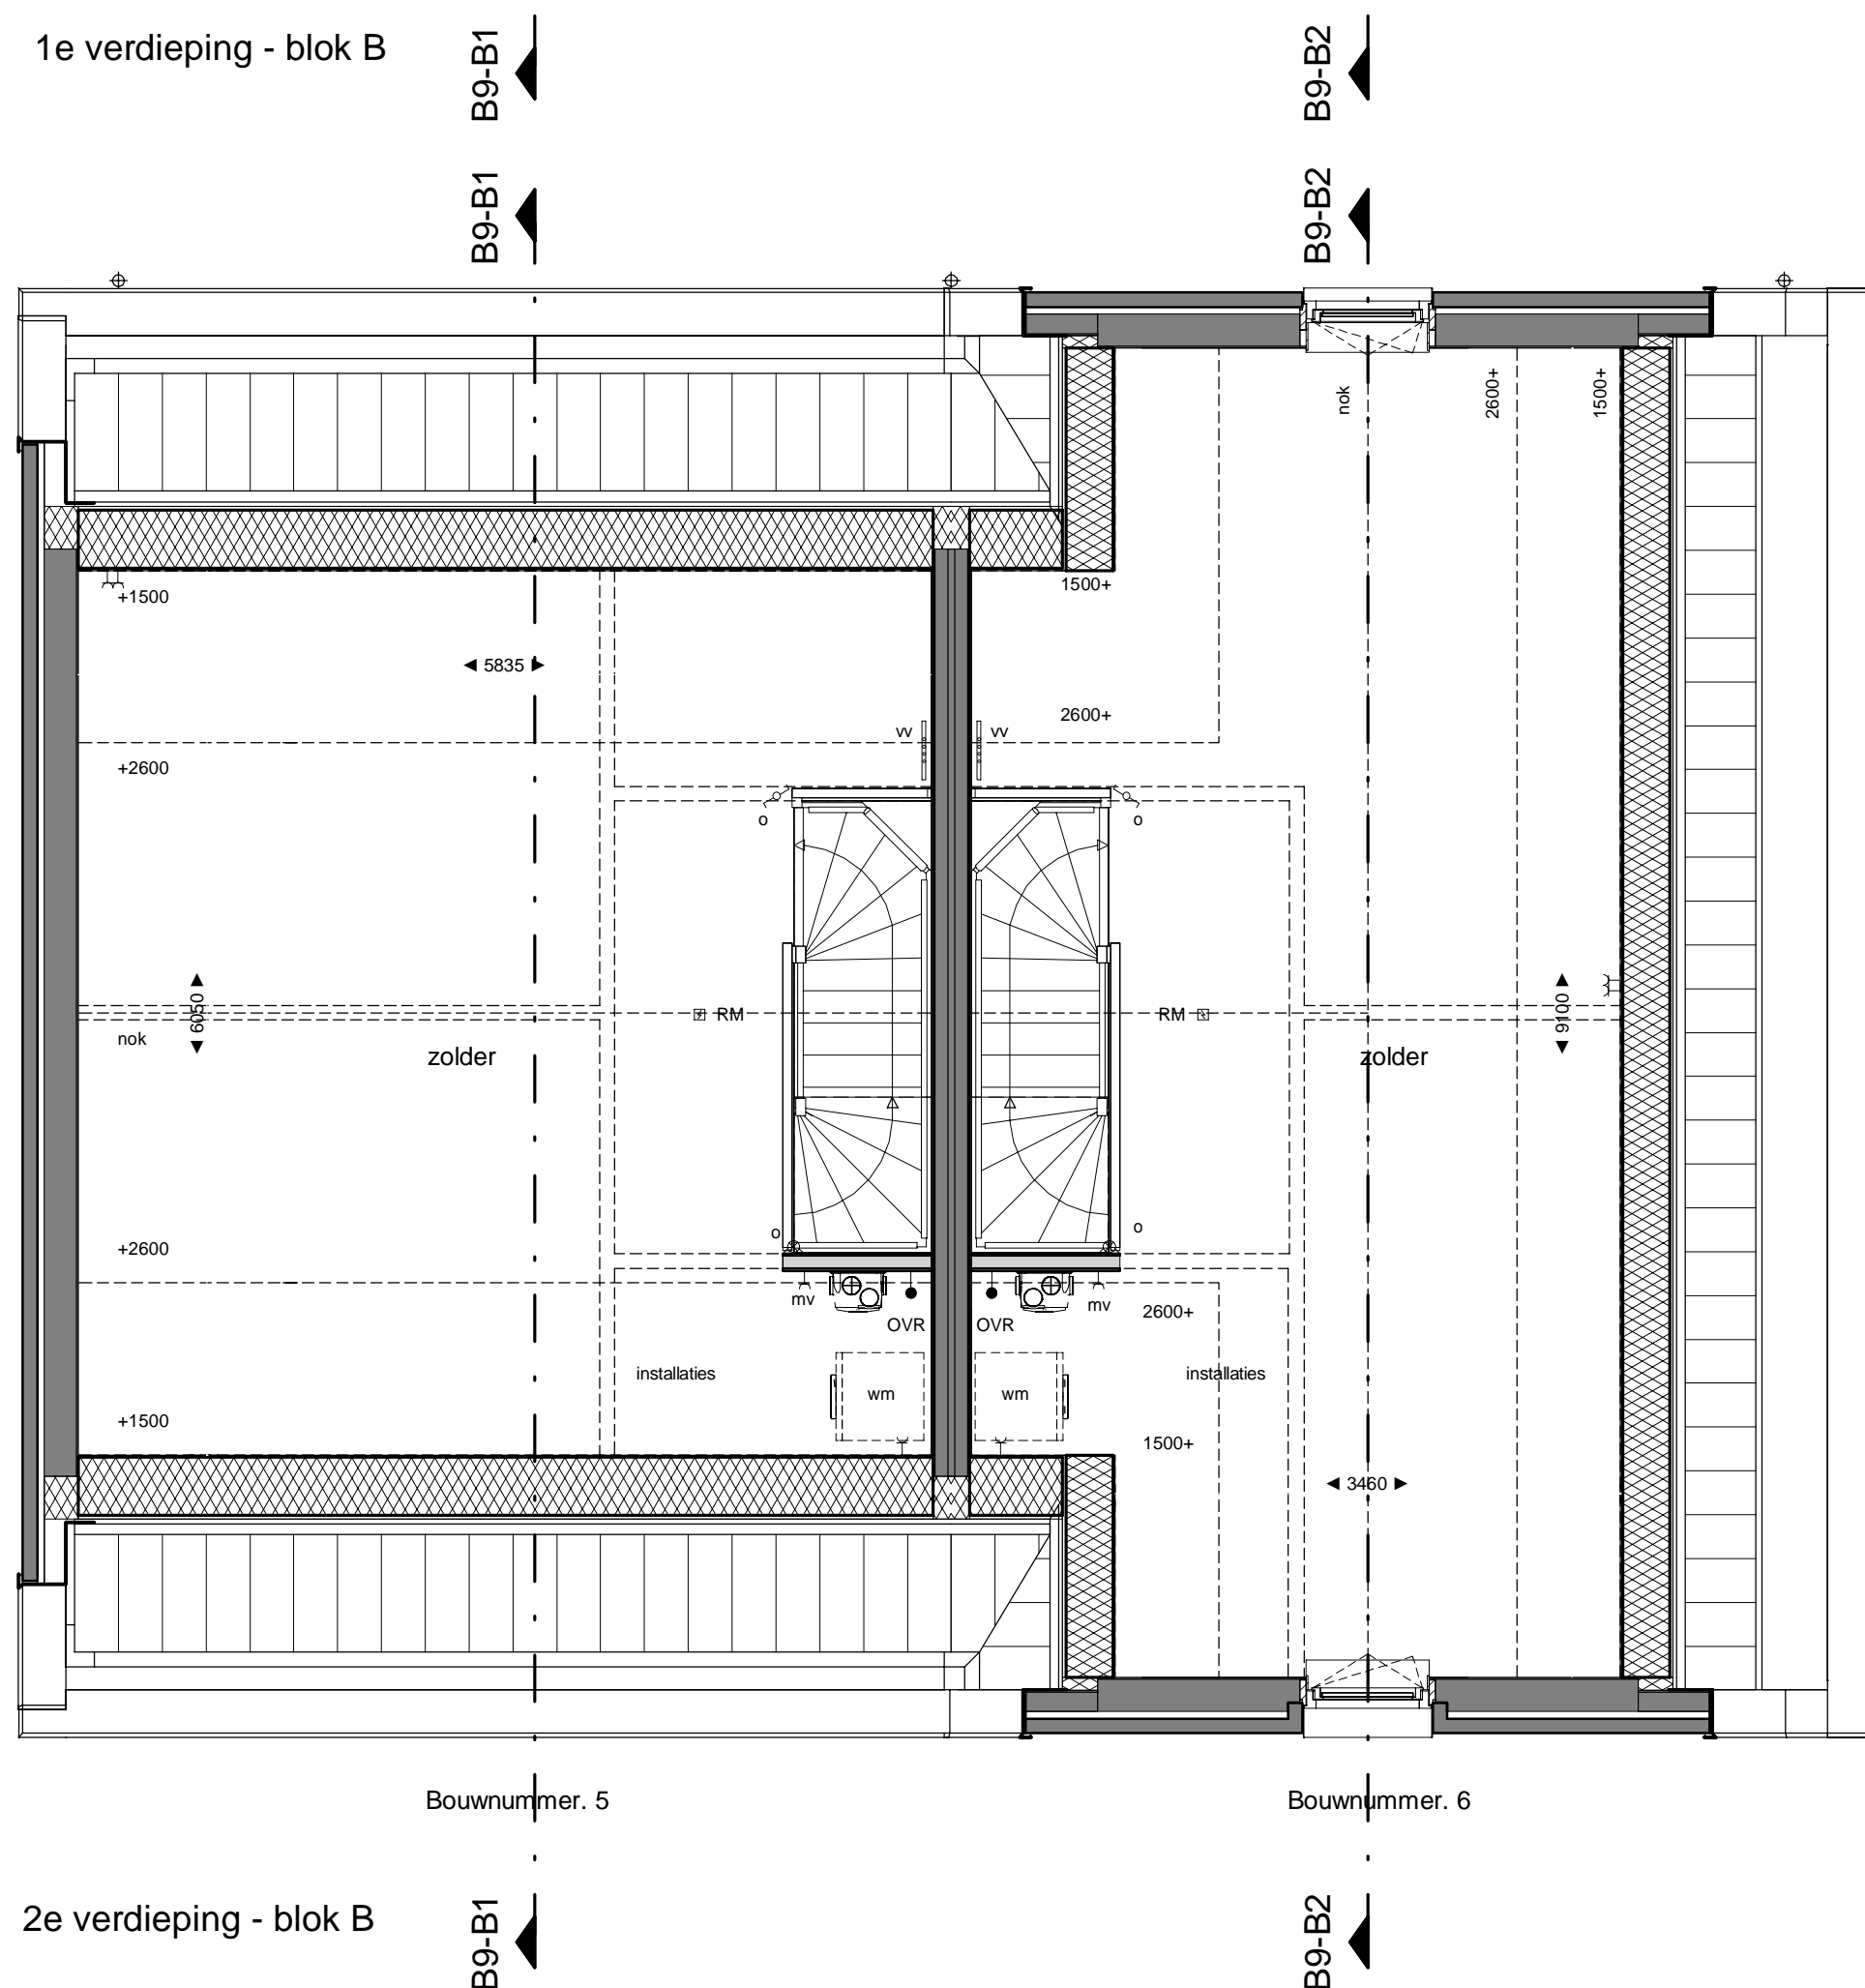 1e verdieping - blok B
B9-B1
B9-B2
B9-B1
B9-B2
nok
2600+
1500+
+1500
1500+
5835
2600+
vv
vv
+2600
o
o
6050
9100
RM
RM
nok
zolder
zolder
o
o
+2600
mv
mv
2600+
OVR
OVR
installaties
installaties
wm
wm
+1500
1500+
3460
Bouwnummer. 5
Bouwnummer. 6
2e verdieping - blok B
B9-B1
B9-B2